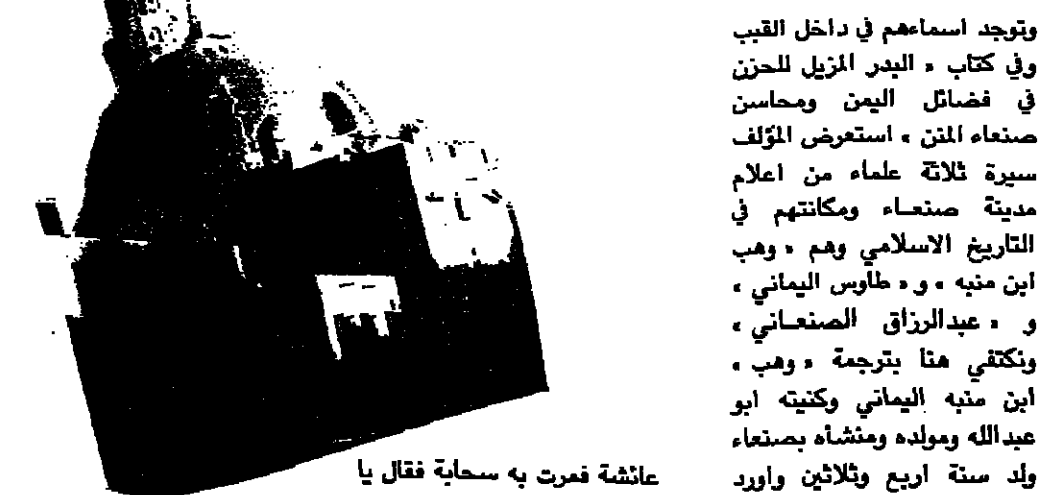 وتوجد اسماءهم في داخل القبب
وفي كتاب « البدر المزيل للحزن
في فضائل اليمن ومحاسن
صنعاء المنن » استعرض المؤلف
سيرة ثلاثة علماء من اعلام
مدينة صنعاء ومكانتهم في
التاريخ الاسلامي وهم « وهب
ابن منبه » و « طاوس اليماني »
و « عبدالرزاق الصنعاني »
ونكتفي هنا بترجمة « وهب »
ابن منبه اليماني وكنيته ابو
عبدالله ومولده ومنشأه بصنعاء
ولد سنة اربع وثلاثين واورد
عائشة فمرت به سحابة فقال يا